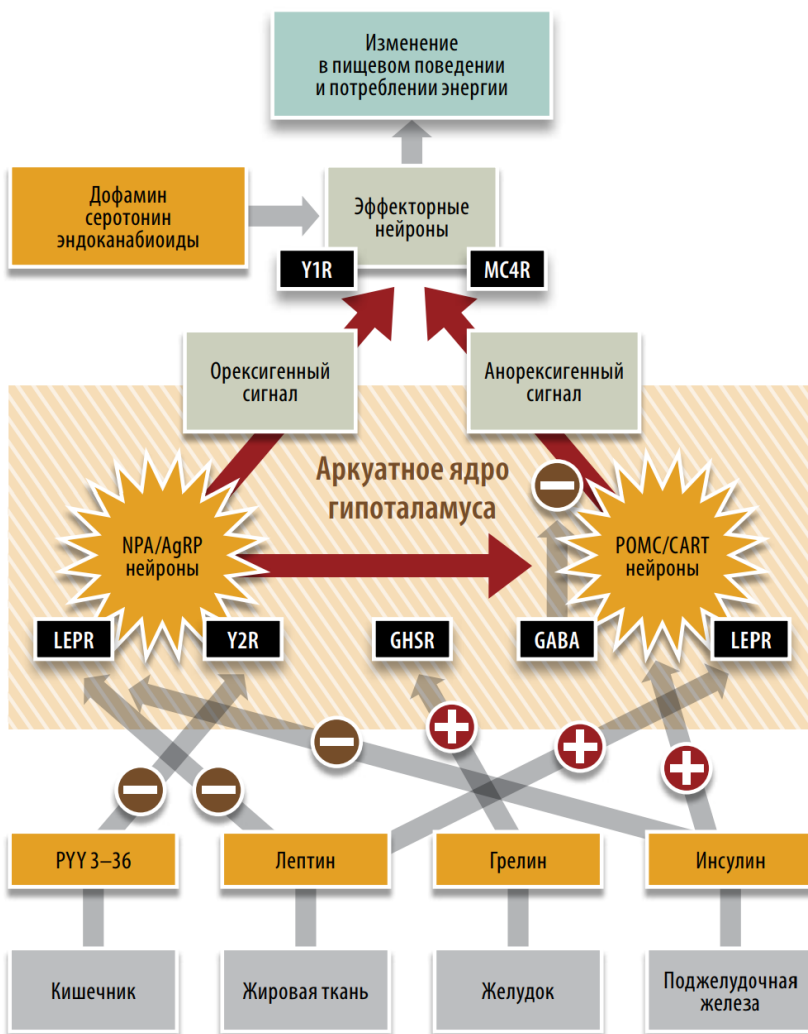 Изменение
в пищевом поведении
и потреблении энергии
Дофамин
серотонин
эндоканабиоиды
Эффекторные
нейроны
Y1R
MC4R
Орексигенный
сигнал
Анорексигенный
сигнал
Аркуатное ядро
гипоталамуса
NPA/AgRP
нейроны
POMC/CART
нейроны
LEPR
Y2R
GHSR
GABA
LEPR
PYY 3–36
Лептин
Грелин
Инсулин
Кишечник
Жировая ткань
Желудок
Поджелудочная
железа